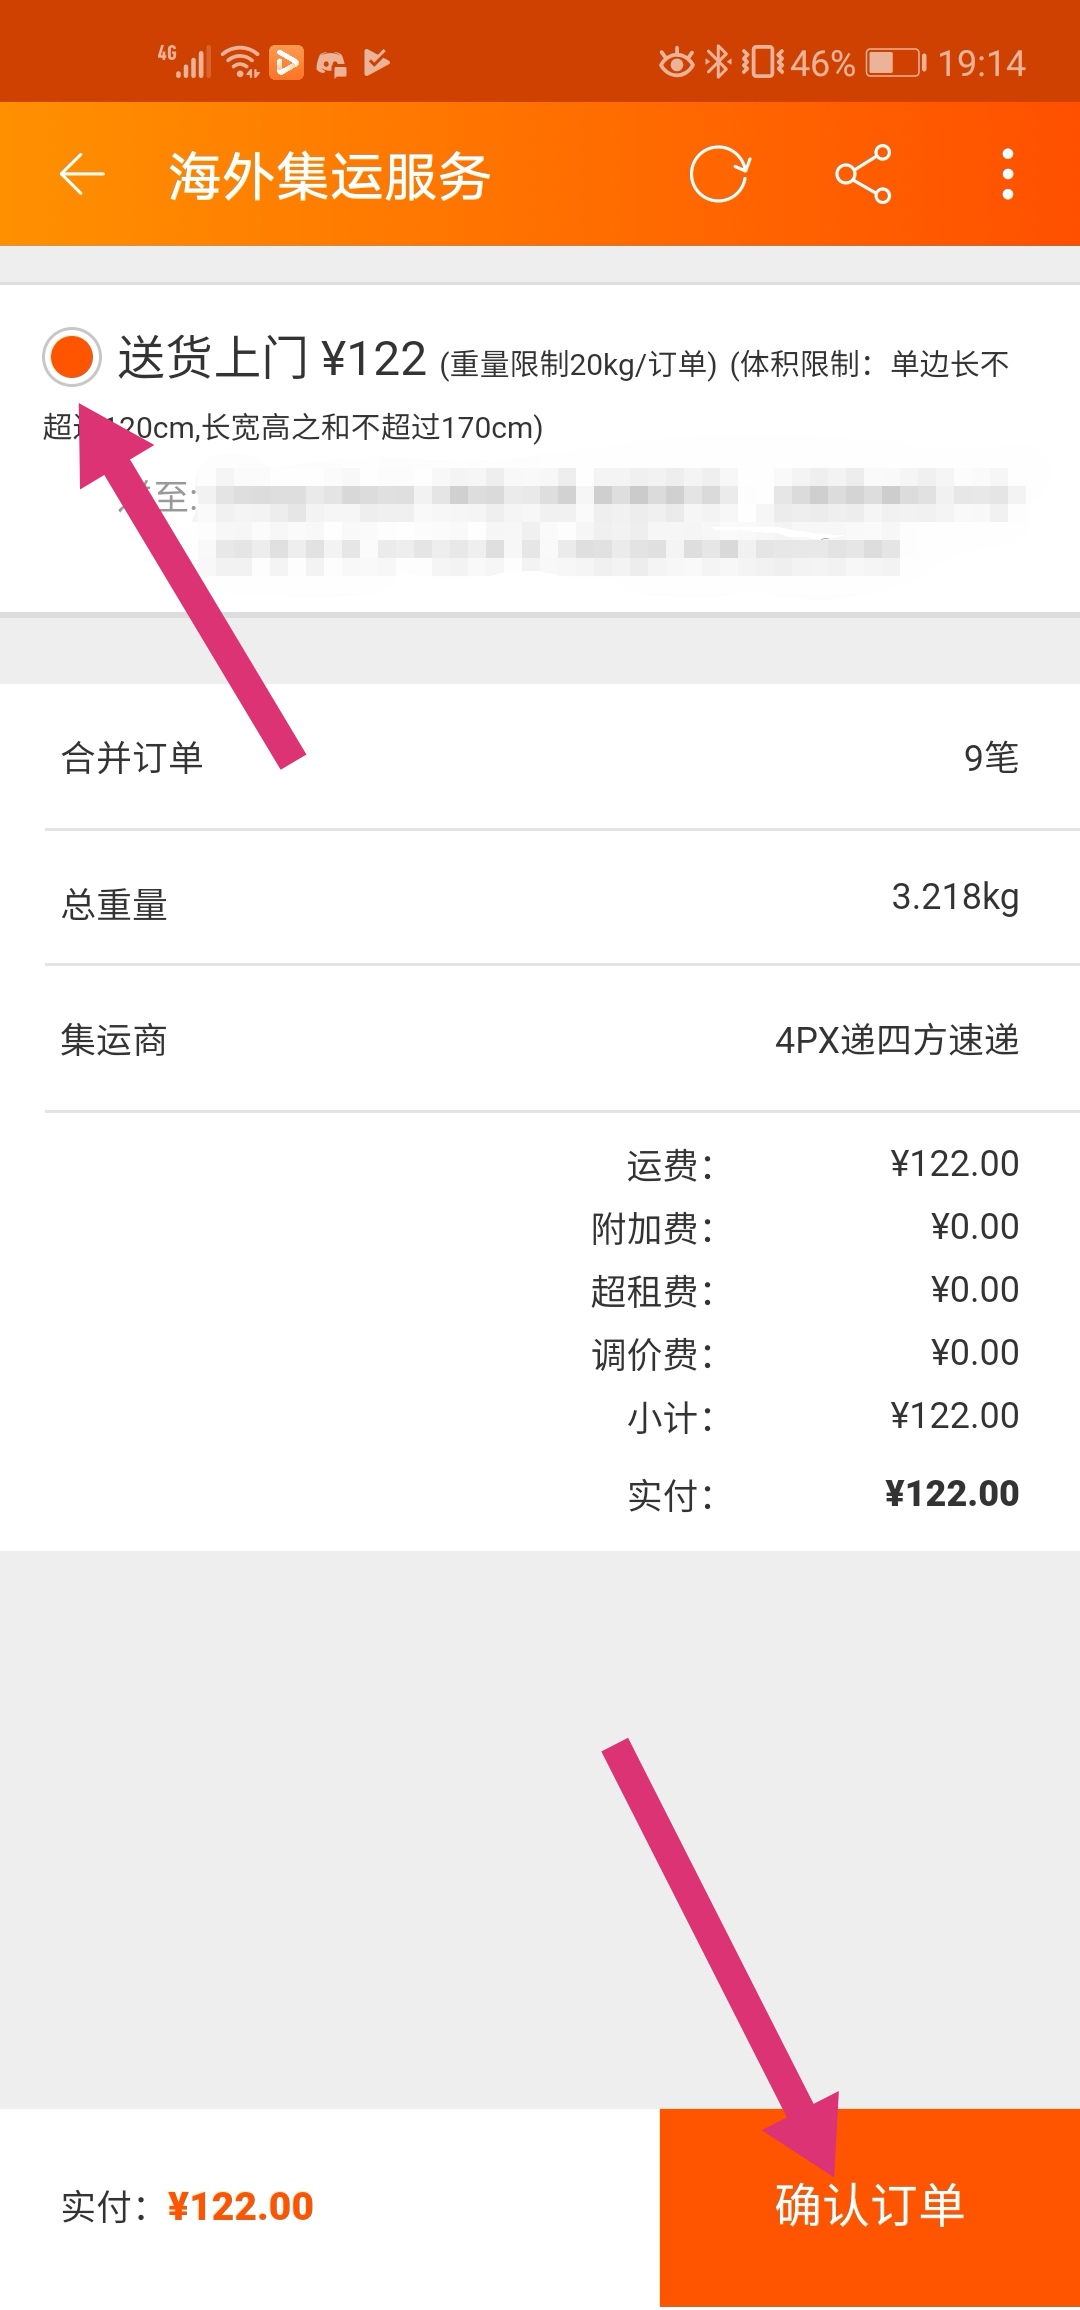 4G 46% 19:14
海外集运服务
送货上门 ¥122 (重量限制20kg/订单) (体积限制：单边长不
超 120cm,长宽高之和不超过170cm)
至:
合并订单 9笔
总重量 3.218kg
集运商 4PX递四方速递
运费： ¥122.00
附加费： ¥0.00
超租费： ¥0.00
调价费： ¥0.00
小计： ¥122.00
实付： ¥122.00
实付：¥122.00 确认订单